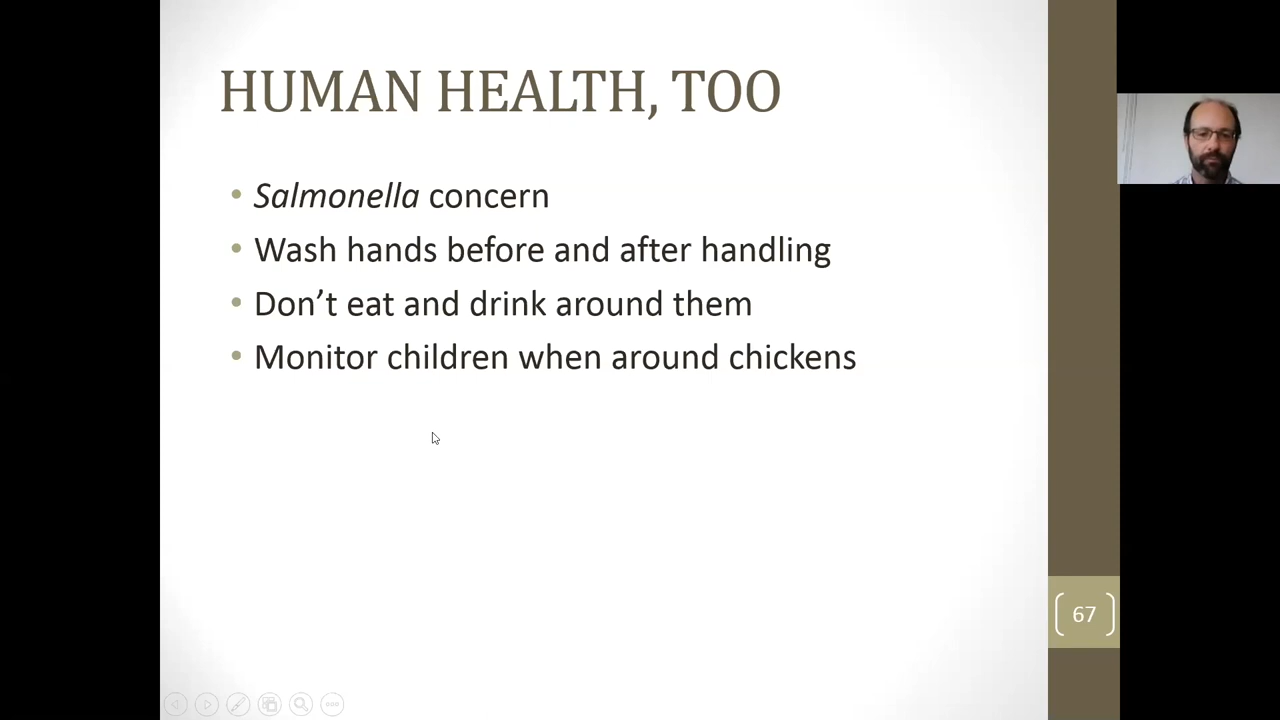 HUMAN HEALTH, TOO
• Salmonella concern
• Wash hands before and after handling
• Don’t eat and drink around them
• Monitor children when around chickens
67